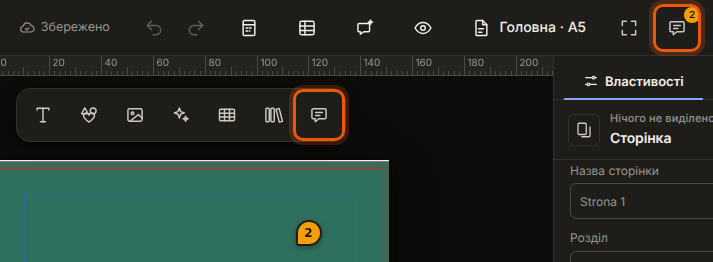 Збережено
Головна · A5
2
0 20 40 60 80 100 120 140 160 180 200
Властивості
Нічого не виділено
Сторінка
Назва сторінки
Strona 1
Розділ
2